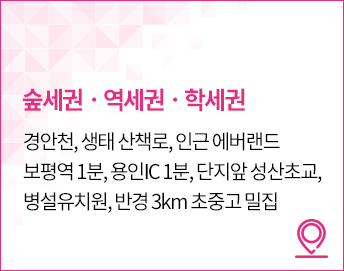 숲세권 · 역세권 · 학세권
경안천, 생태 산책로, 인근 에버랜드
보평역 1분, 용인IC 1분, 단지앞 성산초교,
병설유치원, 반경 3km 초중고 밀집